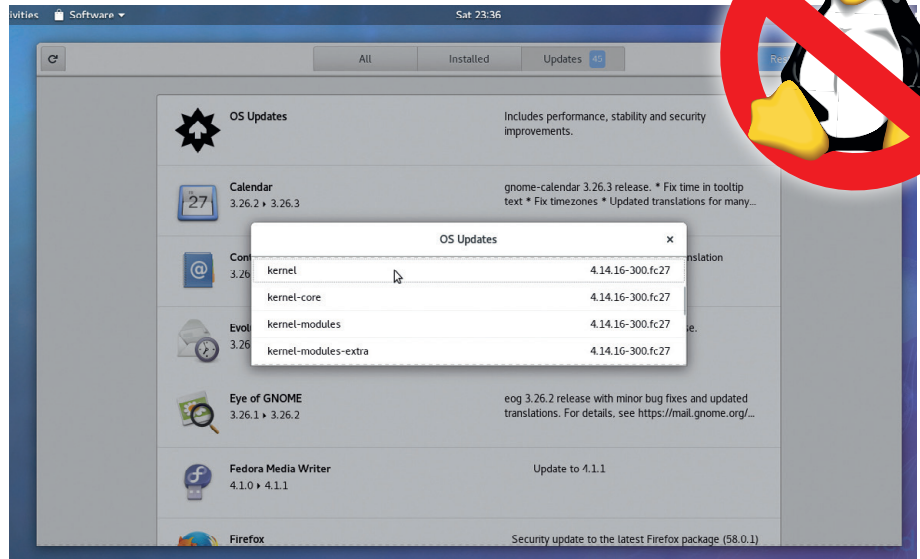 ivities Software Sat 23:36
All Installed Updates 45
OS Updates Includes performance, stability and security
improvements.
Calendar gnome-calendar 3.26.3 release. * Fix time in tooltip
3.26.2 ▸ 3.26.3 text * Fix timezones * Updated translations for many...
27
OS Updates ×
kernel 4.14.16-300.fc27
kernel-core 4.14.16-300.fc27
kernel-modules 4.14.16-300.fc27
kernel-modules-extra 4.14.16-300.fc27
Eye of GNOME eog 3.26.2 release with minor bug fixes and updated
3.26.1 ▸ 3.26.2 translations. For details, see https://mail.gnome.org/...
Fedora Media Writer Update to 4.1.1
4.1.0 ▸ 4.1.1
Firefox Security update to the latest Firefox package (58.0.1)